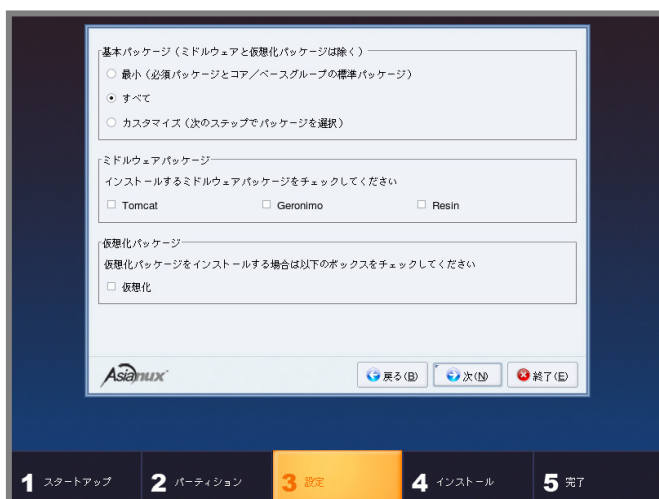 基本パッケージ（ミドルウェアと仮想化パッケージは除く）
最小（必須パッケージとコア／ベースグループの標準パッケージ）
すべて
カスタマイズ（次のステップでパッケージを選択）
ミドルウェアパッケージ
インストールするミドルウェアパッケージをチェックしてください
Tomcat Geronimo Resin
仮想化パッケージ
仮想化パッケージをインストールする場合は以下のボックスをチェックしてください
仮想化
Asianux 戻る(B) 次(N) 終了(E)
1 スタートアップ 2 パーティション 3 設定 4 インストール 5 完了